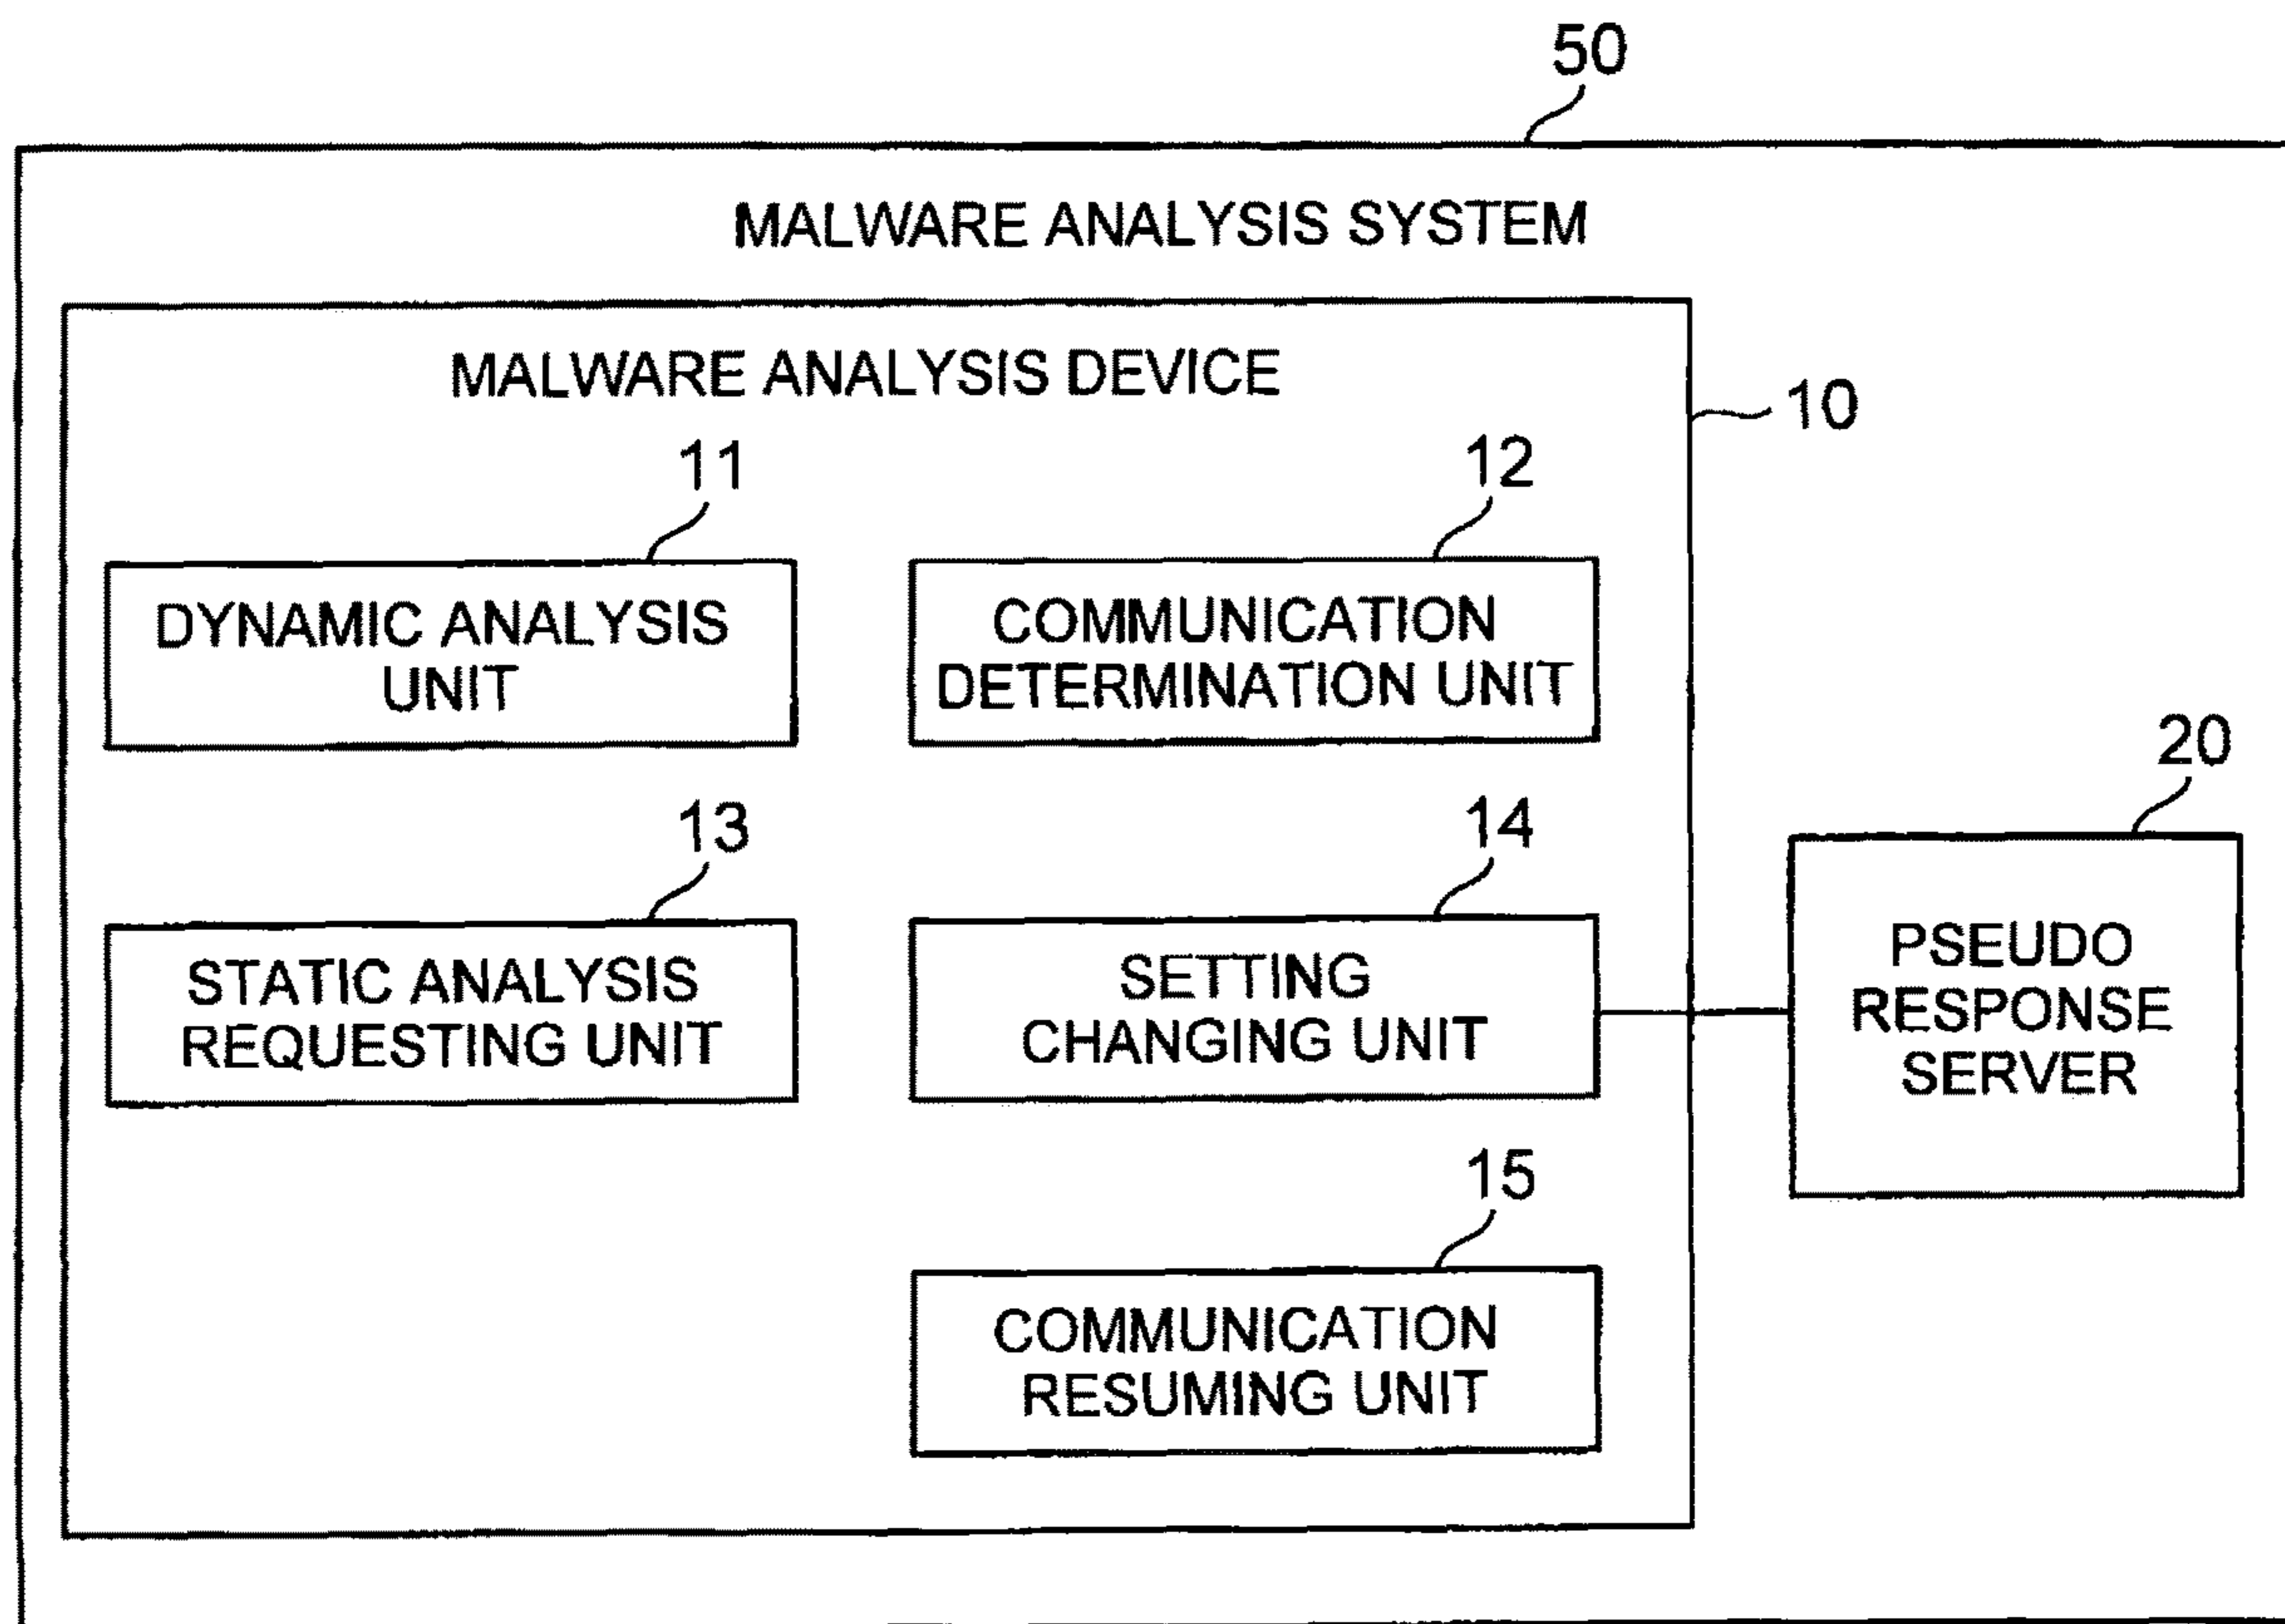 50
MALWARE ANALYSIS SYSTEM
MALWARE ANALYSIS DEVICE
10
11
DYNAMIC ANALYSIS
UNIT
12
COMMUNICATION
DETERMINATION UNIT
13
STATIC ANALYSIS
REQUESTING UNIT
14
SETTING
CHANGING UNIT
20
PSEUDO
RESPONSE
SERVER
15
COMMUNICATION
RESUMING UNIT